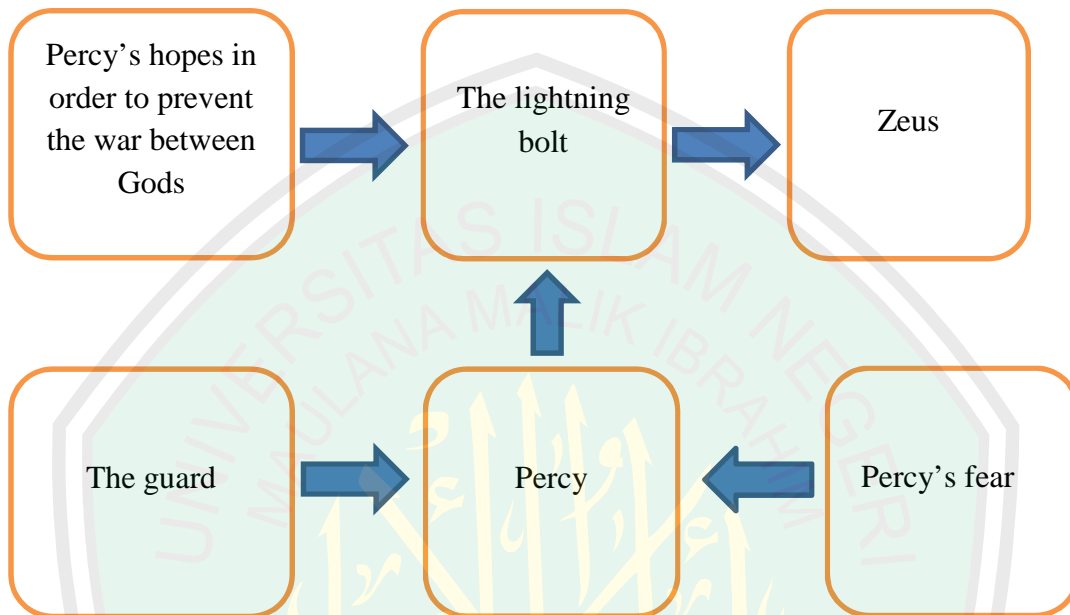 Percy’s hopes in
order to prevent
the war between
Gods
The lightning
bolt
Zeus
The guard
Percy
Percy’s fear
UNIVERSITAS ISLAM NEGERI
MAULANA MALIK IBRAHIM